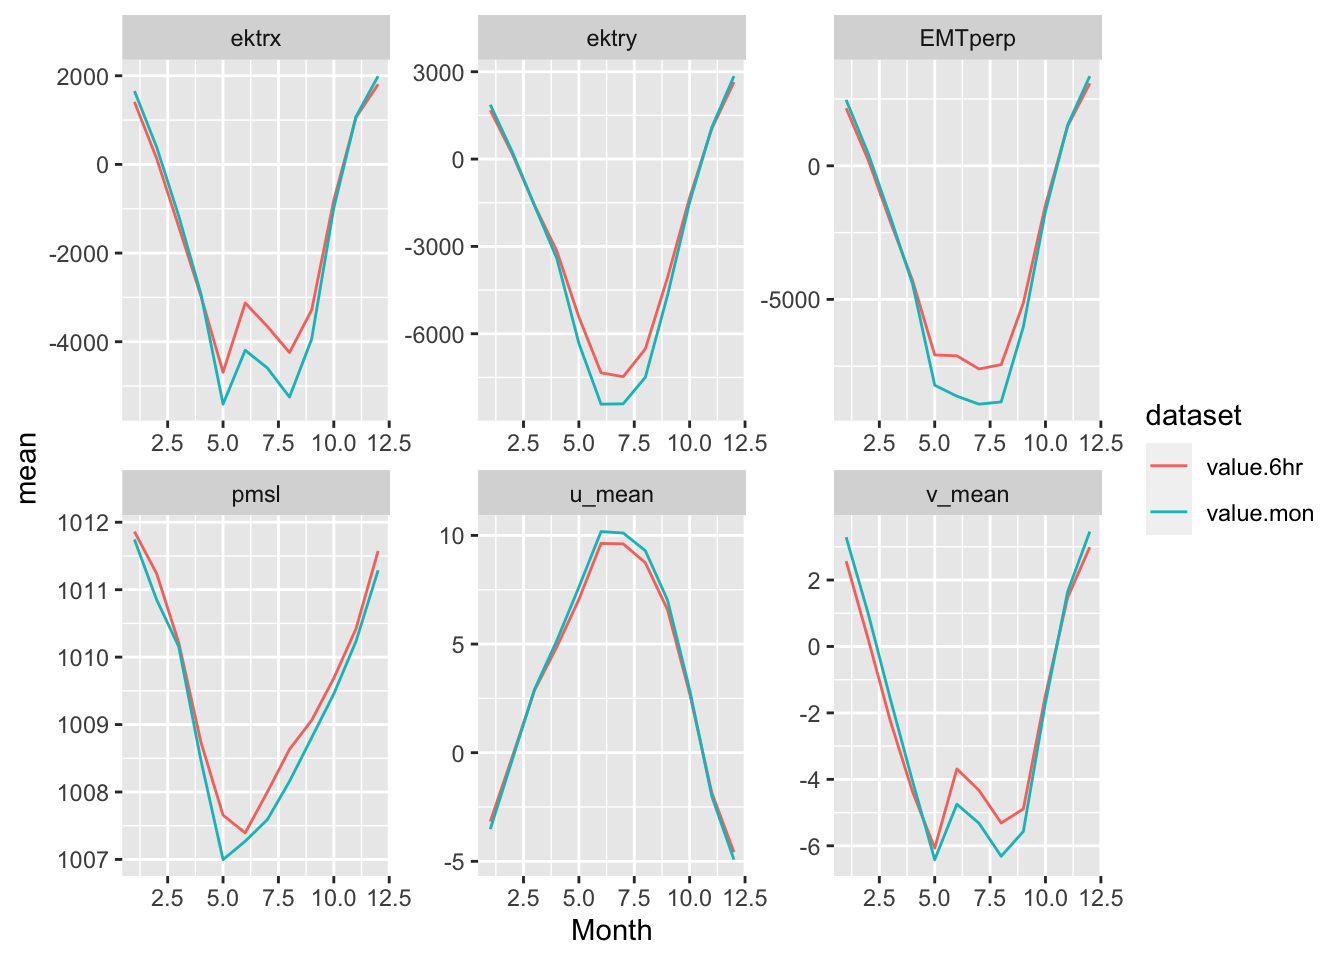 ektrx
ektry
EMTperp
2000
0
-2000
-4000
3000
0
-3000
-6000
0
-5000
2.5 5.0 7.5 10.0 12.5
2.5 5.0 7.5 10.0 12.5
2.5 5.0 7.5 10.0 12.5
mean
pmsl
u_mean
v_mean
1012
1011
1010
1009
1008
1007
10
5
0
-5
2
0
-2
-4
-6
2.5 5.0 7.5 10.0 12.5
2.5 5.0 7.5 10.0 12.5
2.5 5.0 7.5 10.0 12.5
Month
dataset
value.6hr
value.mon